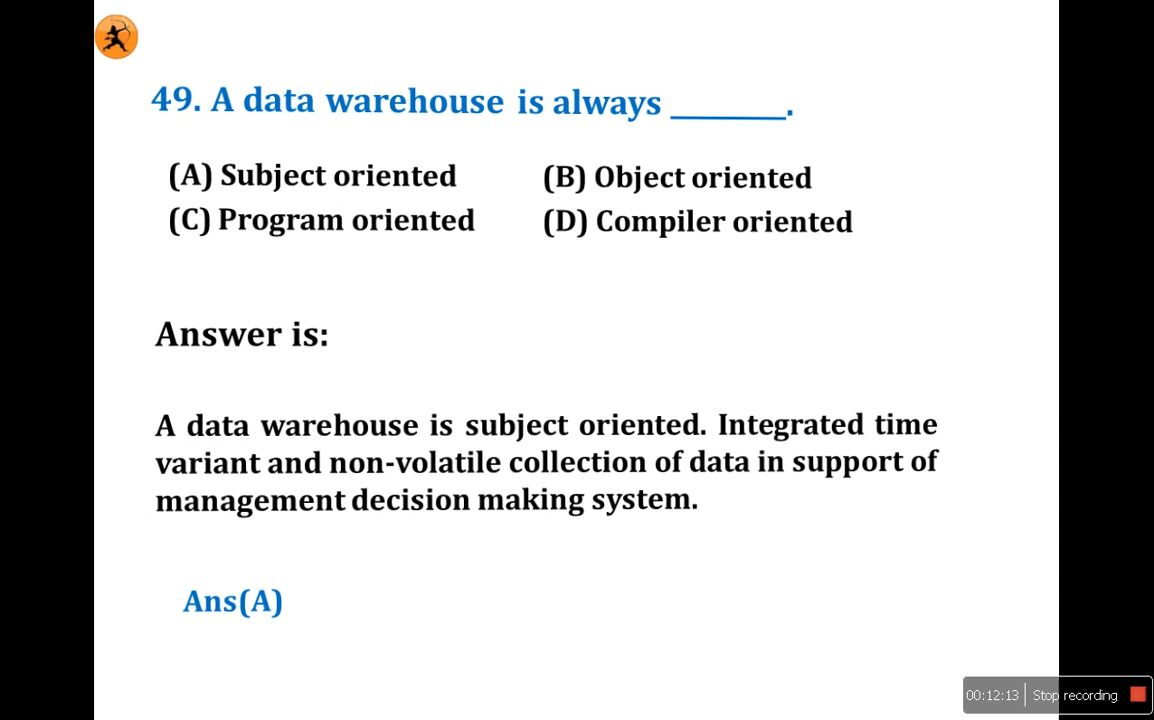 49. A data warehouse is always ________.
(A) Subject oriented (B) Object oriented
(C) Program oriented (D) Compiler oriented
Answer is:
A data warehouse is subject oriented. Integrated time
variant and non-volatile collection of data in support of
management decision making system.
Ans(A)
00:12:13 Stop recording